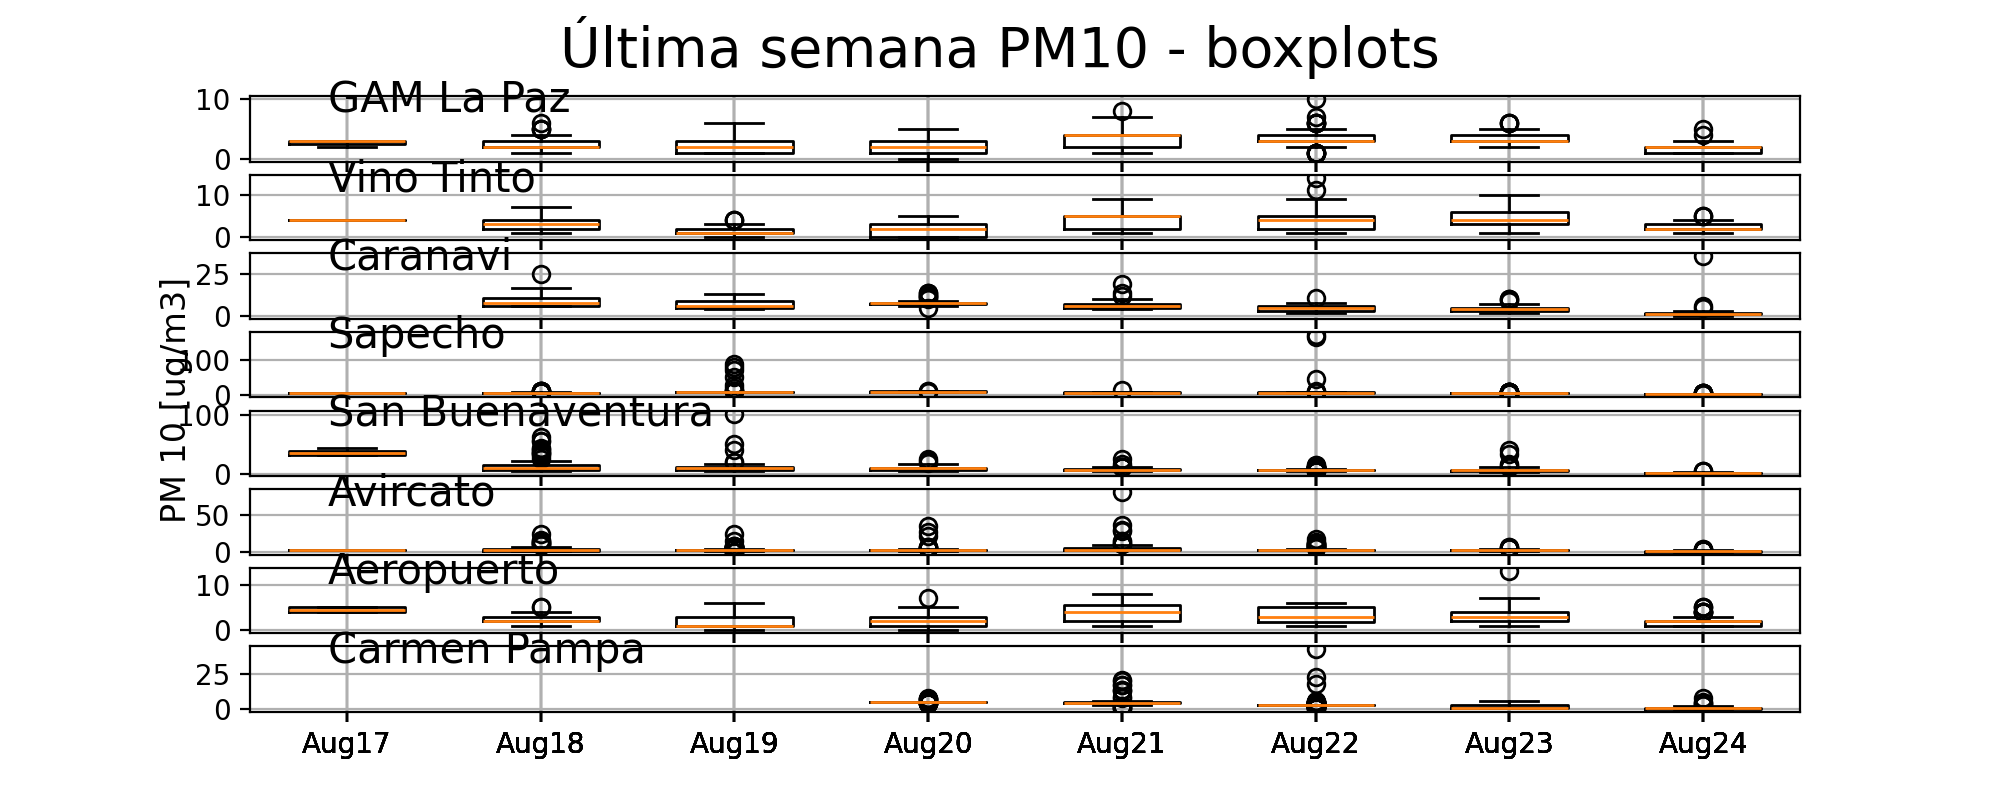 Última semana PM10 - boxplots
GAM La Paz
10
0
Vino Tinto
10
0
Caranavi
25
0
Sapecho
100
0
San Buenaventura
100
0
Avircato
50
0
Aeropuerto
10
0
Carmen Pampa
25
0
PM 10 [ug/m3]
Aug17 Aug18 Aug19 Aug20 Aug21 Aug22 Aug23 Aug24